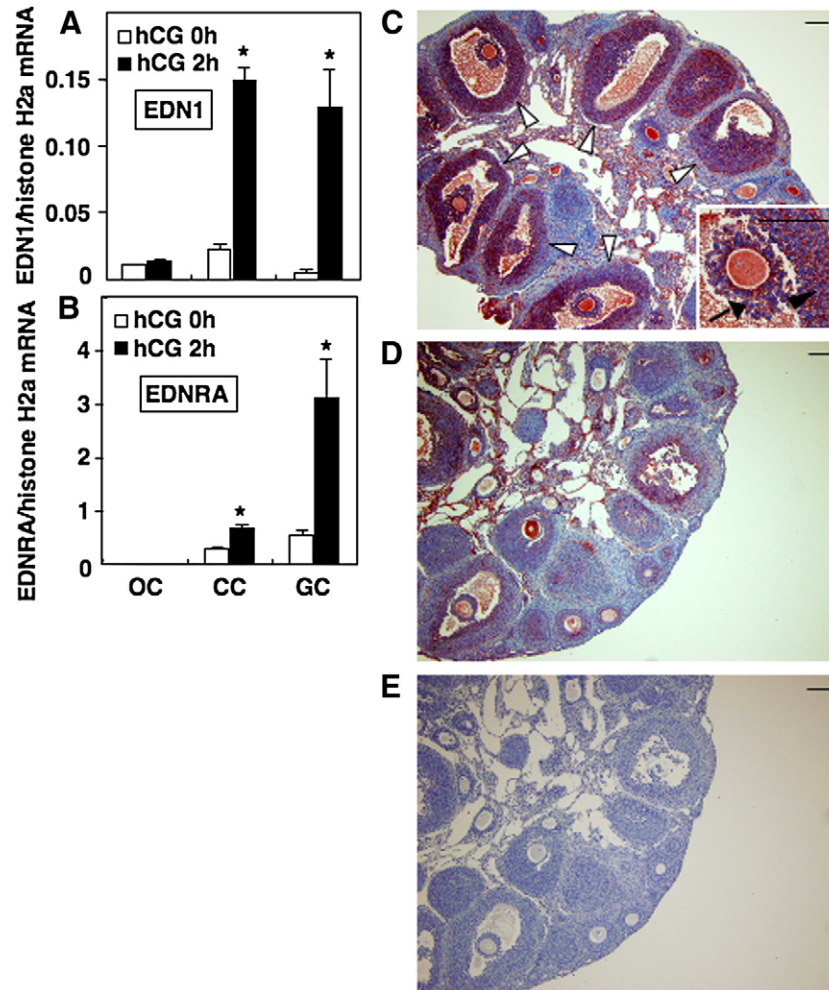 A
hCG 0h
hCG 2h
EDN1
EDN1/histone H2a mRNA
0.15
0.10
0.05
0
*
*
B
hCG 0h
hCG 2h
EDNRA
EDNRA/histone H2a mRNA
4
3
2
1
0
*
*
OC CC GC
C
D
E